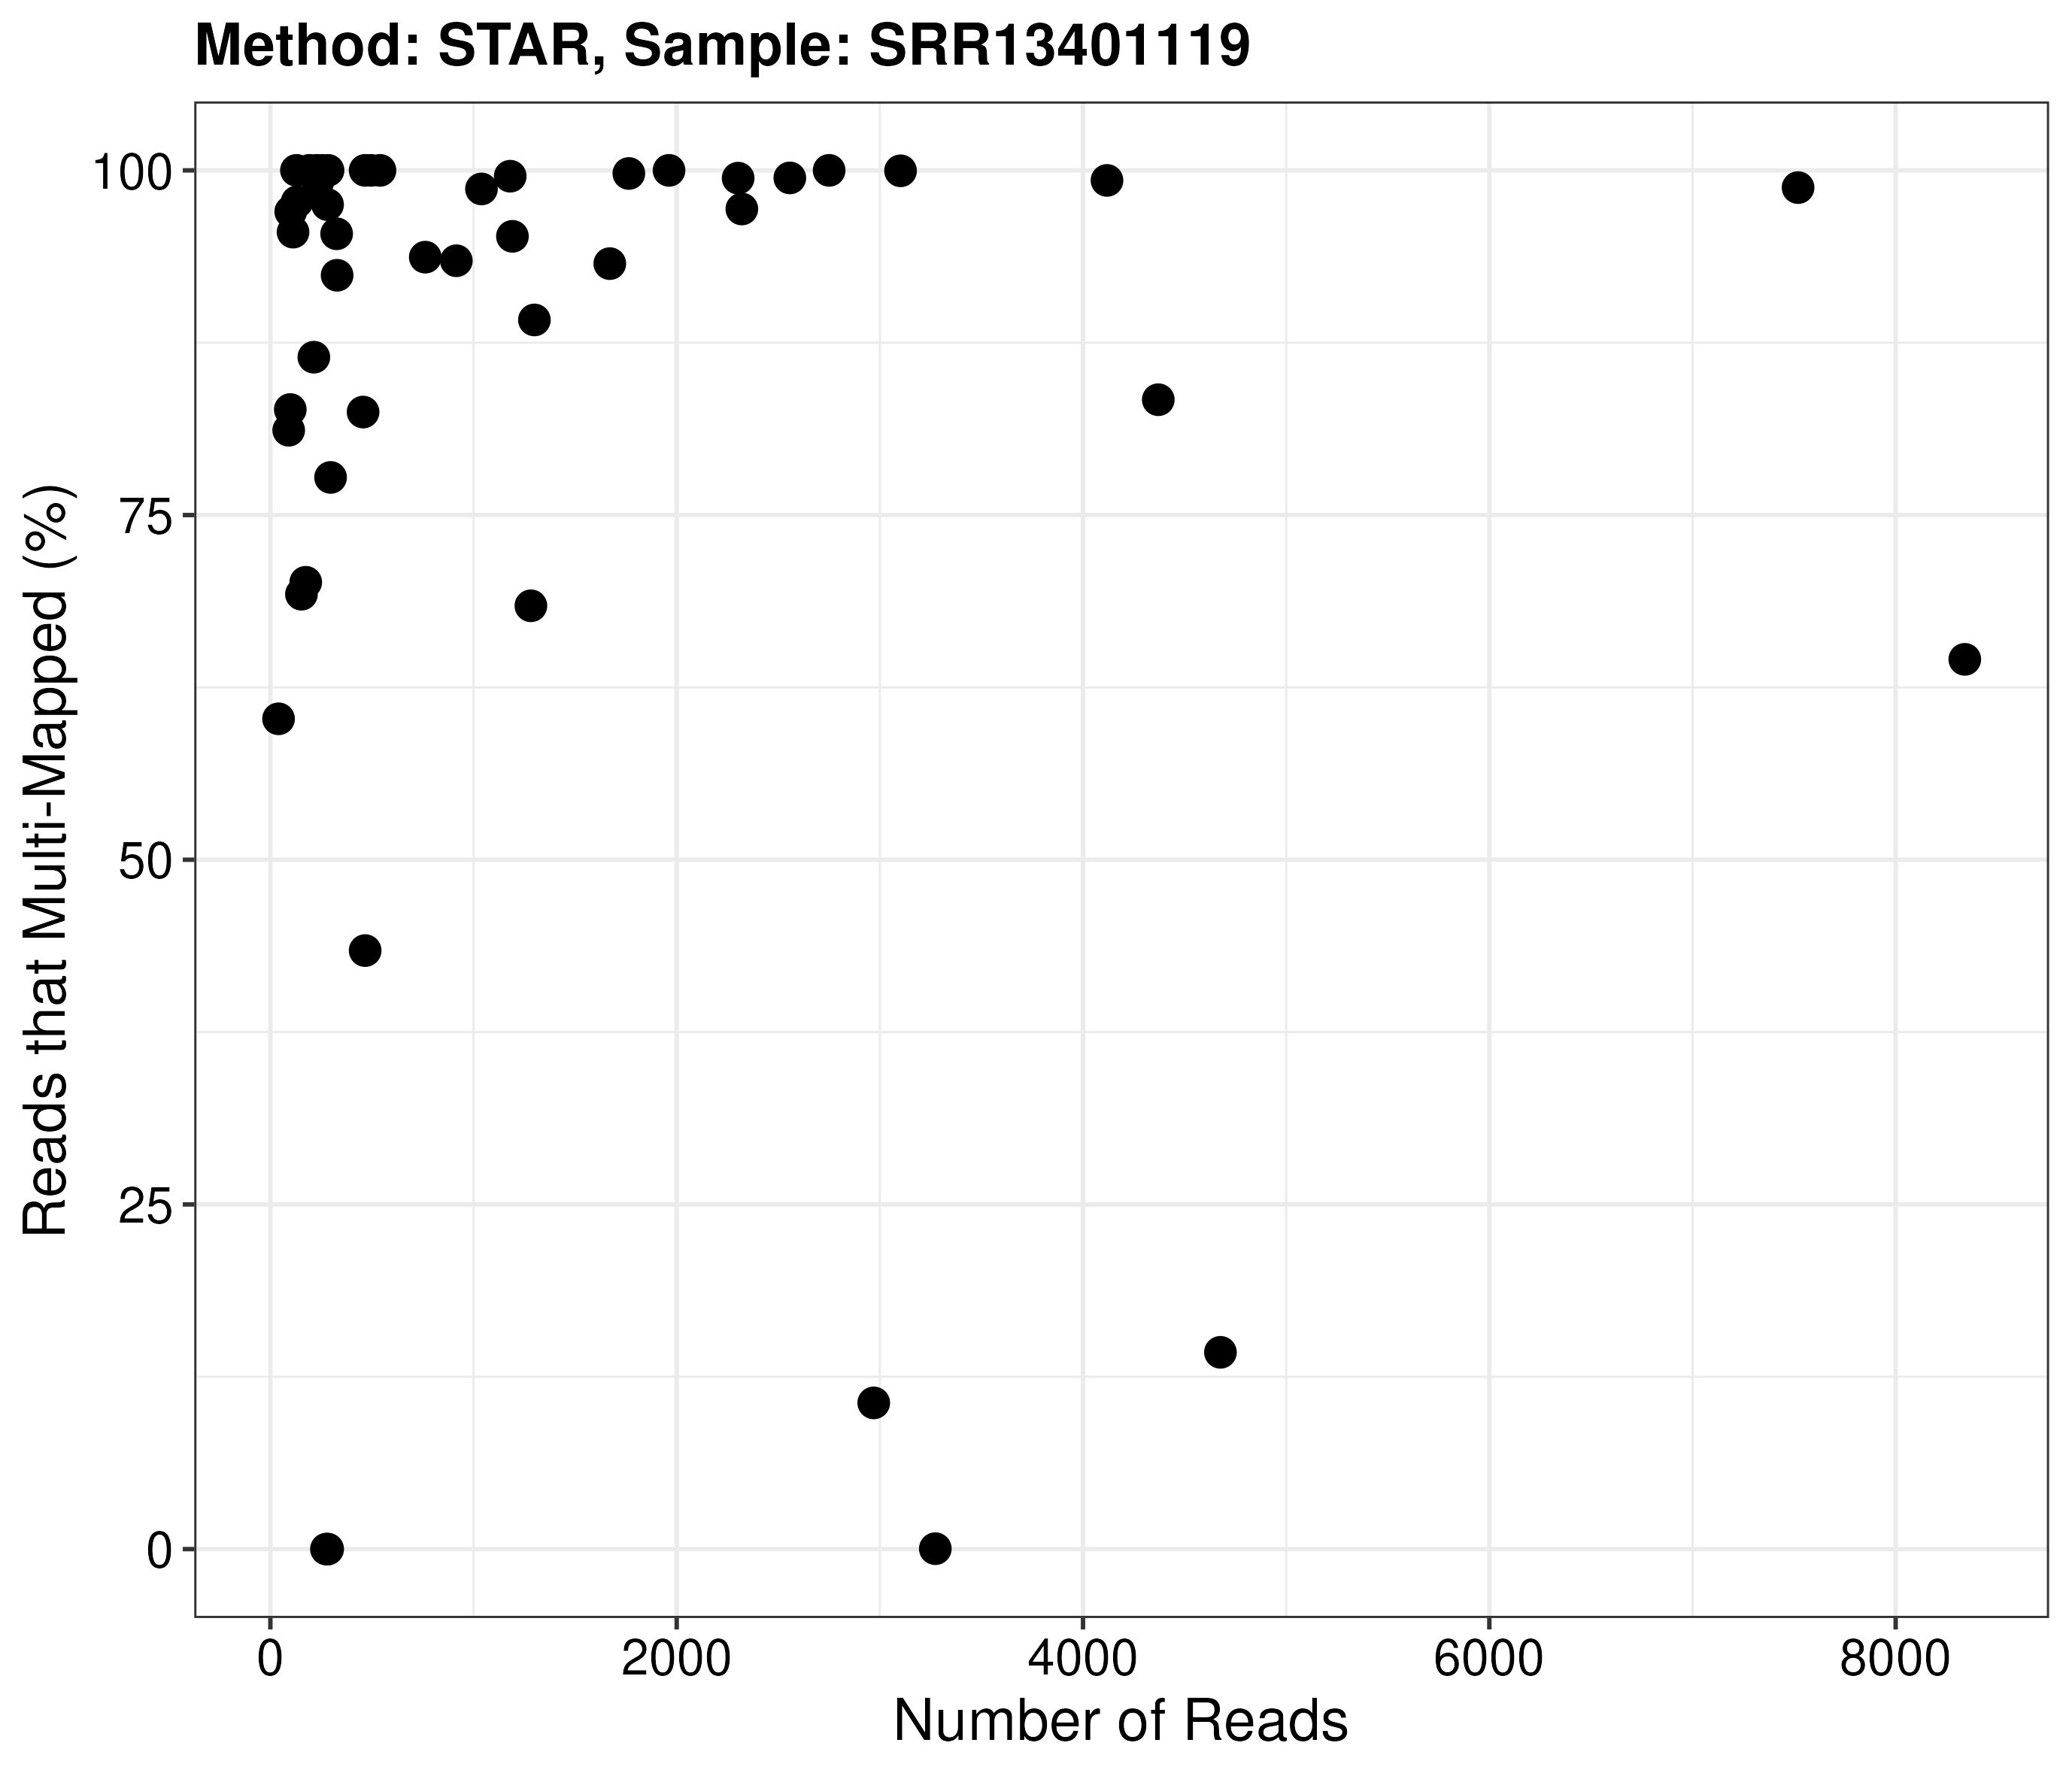 Method: STAR, Sample: SRR13401119
Reads that Multi-Mapped (%)
100
75
50
25
0
0 2000 4000 6000 8000
Number of Reads